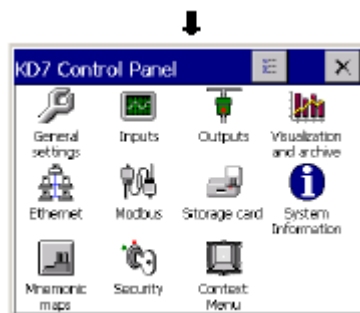 KD7 Control Panel
General settings
Inputs
Outputs
Visualization and archive
Ethernet
Modbus
Storage card
System Information
Mnemonic maps
Security
Context Menu